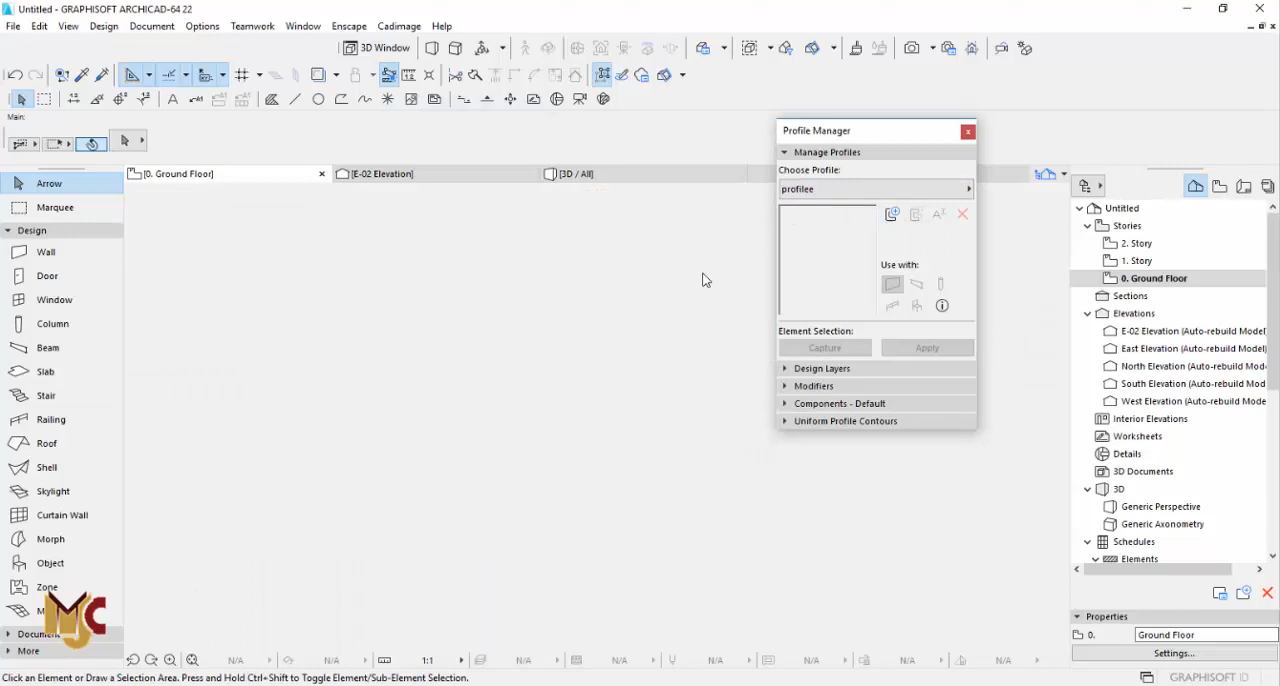 Untitled - GRAPHISOFT ARCHICAD-64 22
File Edit View Design Document Options Teamwork Window Enscape Cadimage Help
3D Window
Main:
[0. Ground Floor] [E-02 Elevation] [3D / All]
Arrow
Marquee
Design
Wall
Door
Window
Column
Beam
Slab
Stair
Railing
Roof
Shell
Skylight
Curtain Wall
Morph
Object
Zone
More
Profile Manager
Manage Profiles
Choose Profile:
profilee
Use with:
Element Selection:
Capture Apply
Design Layers
Modifiers
Components - Default
Uniform Profile Contours
Untitled
Stories
2. Story
1. Story
0. Ground Floor
Sections
Elevations
E-02 Elevation (Auto-rebuild Model)
East Elevation (Auto-rebuild Model)
North Elevation (Auto-rebuild Model)
South Elevation (Auto-rebuild Model)
West Elevation (Auto-rebuild Mode
Interior Elevations
Worksheets
Details
3D Documents
3D
Generic Perspective
Generic Axonometry
Schedules
Elements
Properties
0. Ground Floor
Settings...
N/A N/A 1:1 N/A N/A N/A N/A N/A N/A
Click an Element or Draw a Selection Area. Press and Hold Ctrl+Shift to Toggle Element/Sub-Element Selection.
GRAPHISOFT ID
MJC